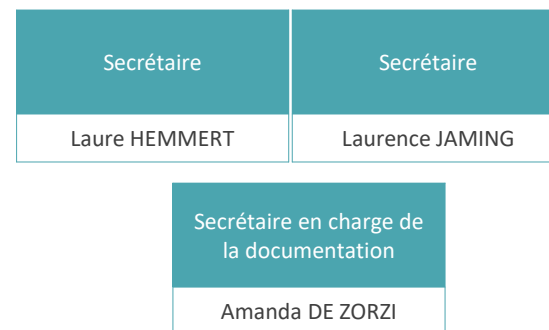 Secrétaire
Secrétaire
Laure HEMMERT
Laurence JAMING
Secrétaire en charge de
la documentation
Amanda DE ZORZI